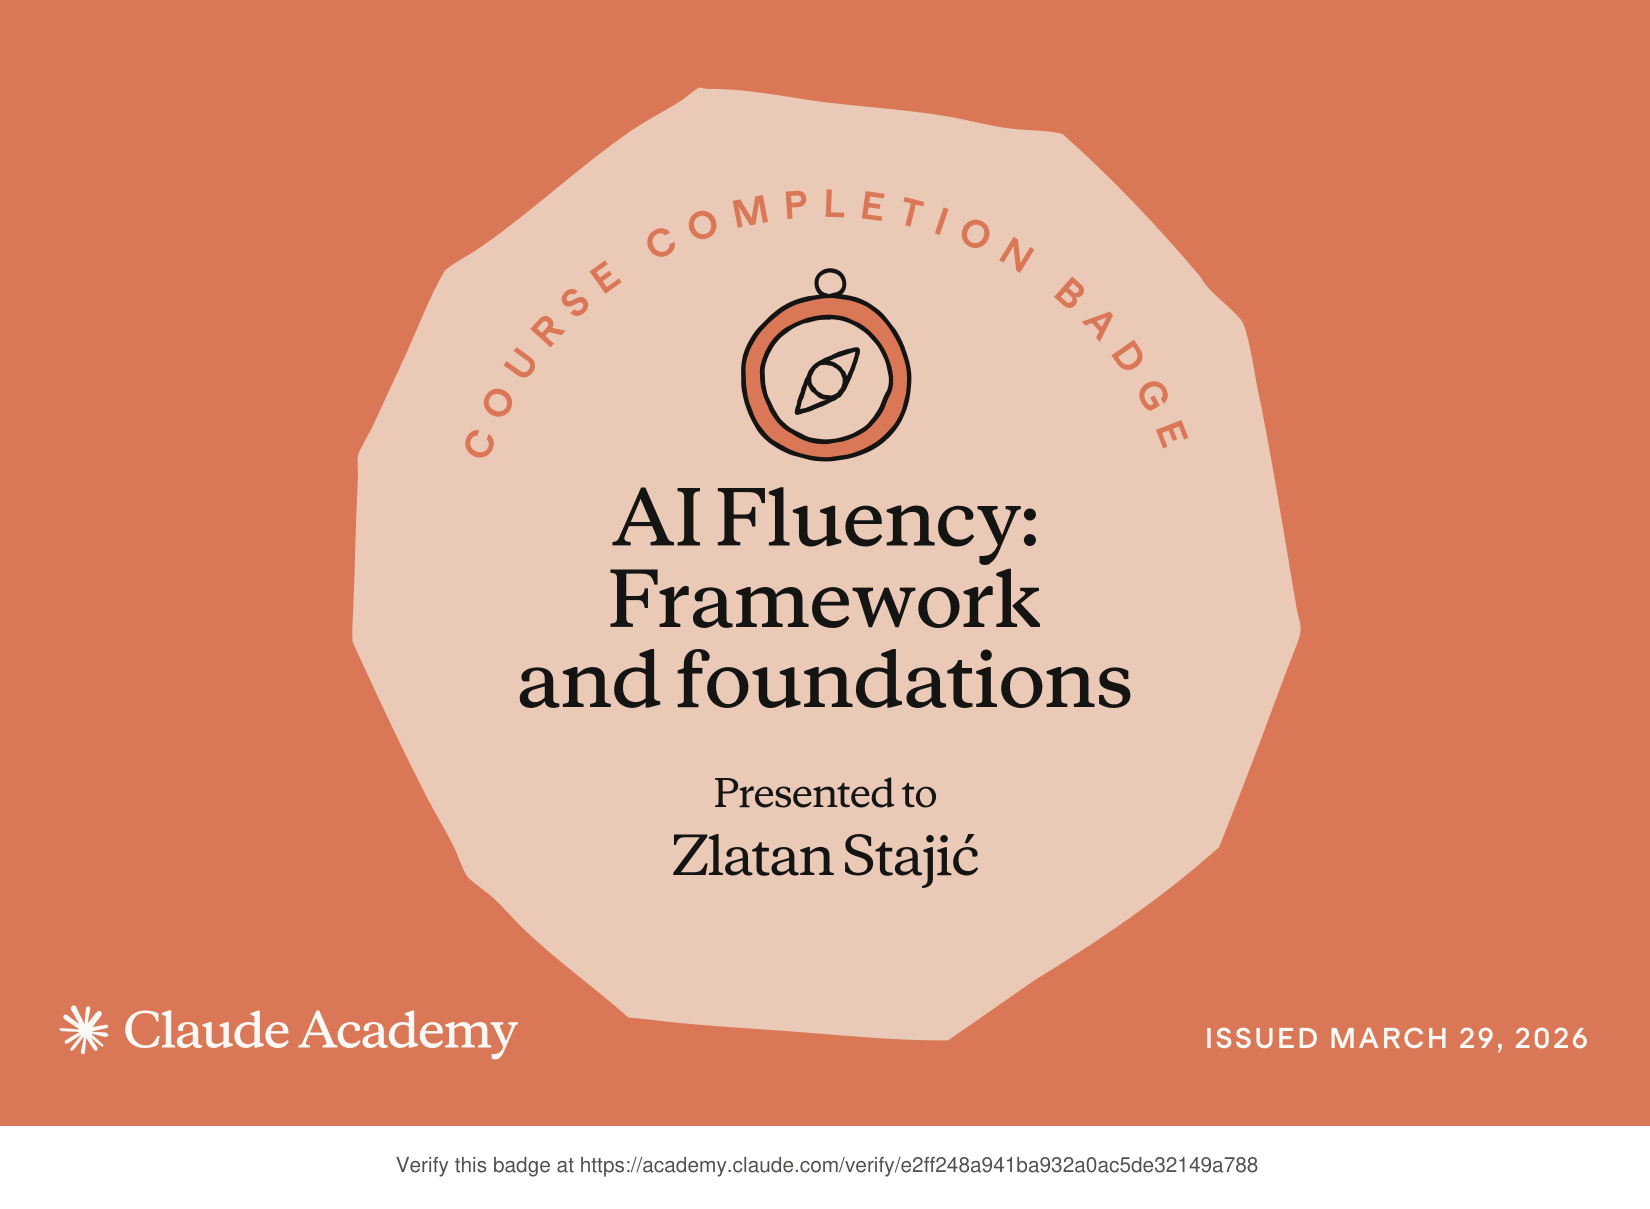 COURSE COMPLETION BADGE
AI Fluency:
Framework
and foundations
Presented to
Zlatan Stajić
Claude Academy
ISSUED MARCH 29, 2026
Verify this badge at https://academy.claude.com/verify/e2ff248a941ba932a0ac5de32149a788